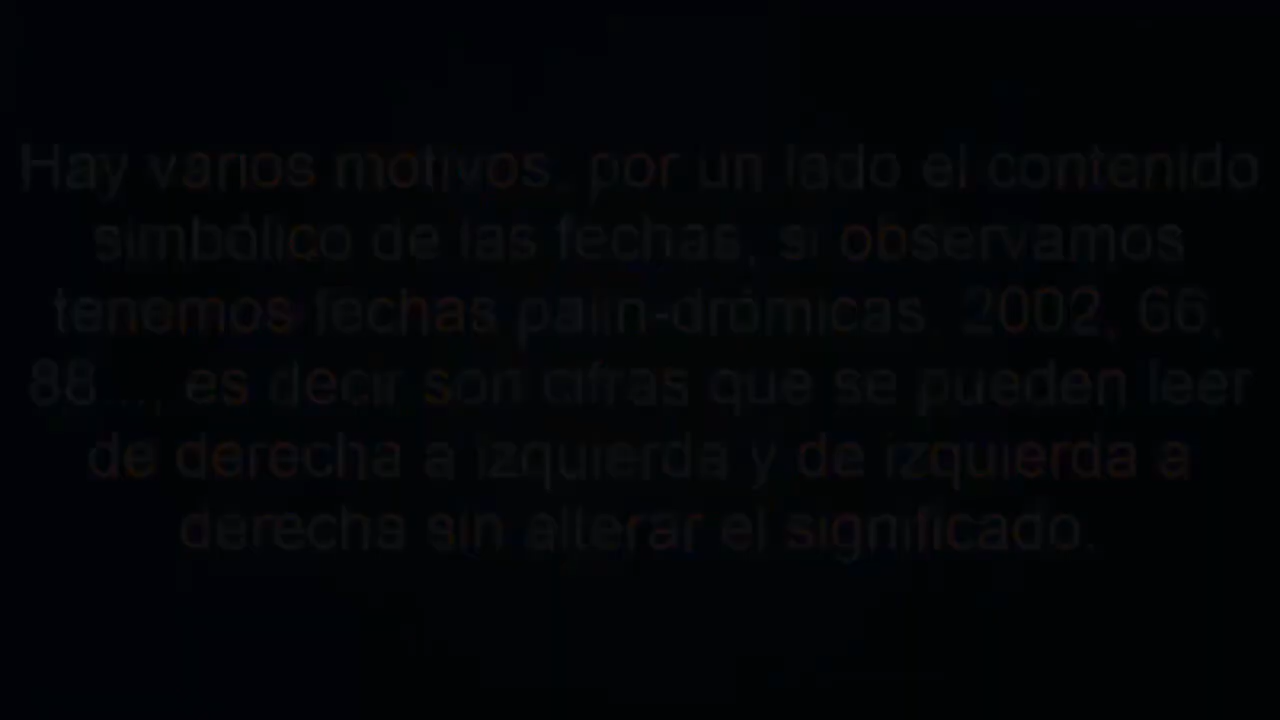 Hay varios motivos, por un lado el contenido
simbólico de las fechas, si observamos
tenemos fechas palin-drómicas, 2002, 66,
88..., es decir son cifras que se pueden leer
de derecha a izquierda y de izquierda a
derecha sin alterar el significado.